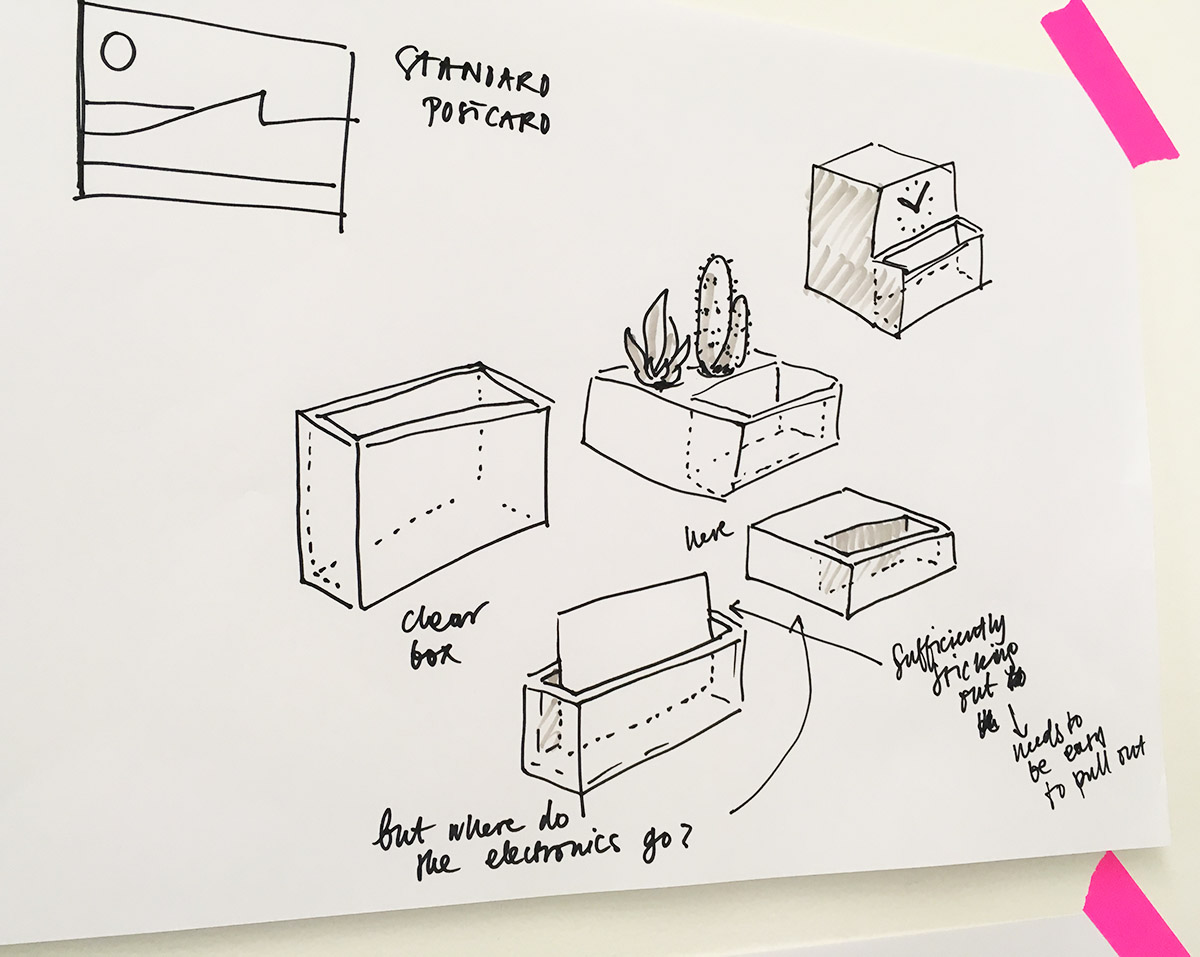 STANDARD
POSTCARD
here
clear
box
sufficiently
sticking
out
needs to
be easy
to pull out
but where do
the electronics go?